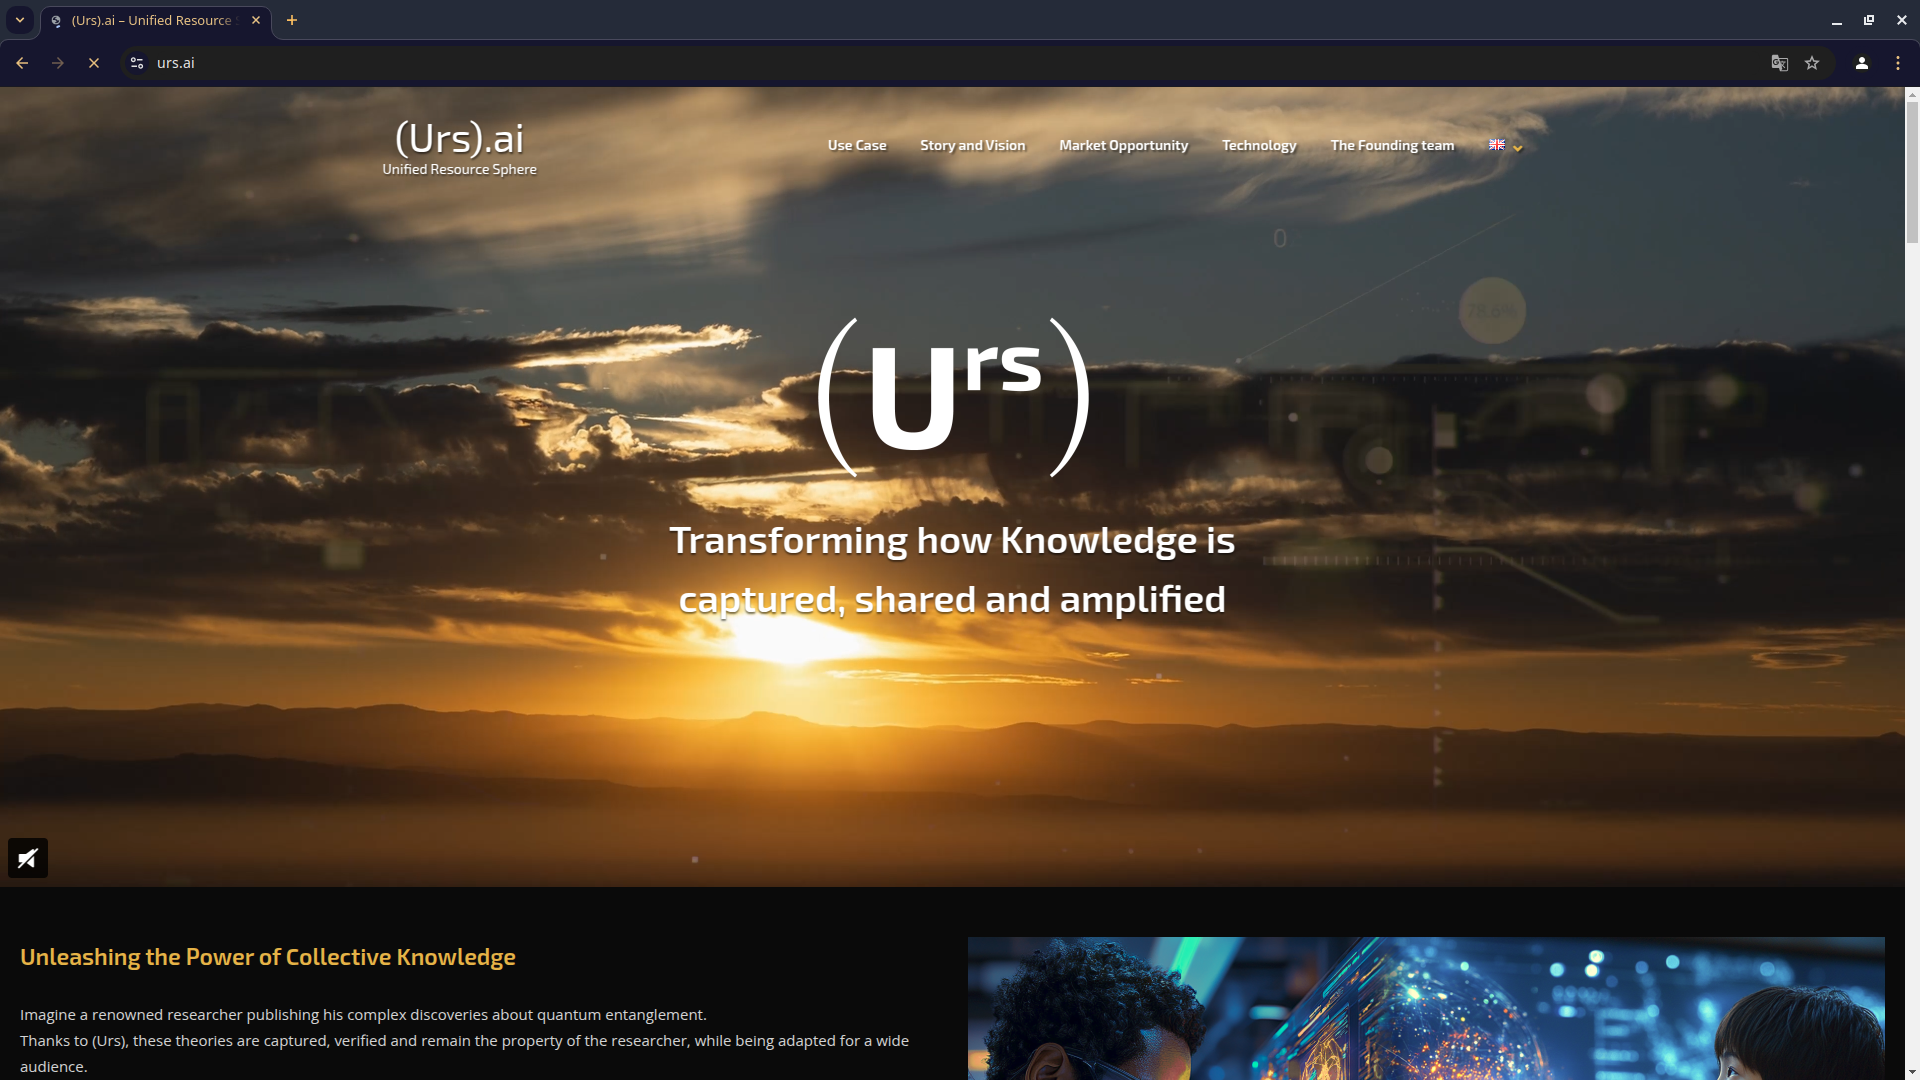 (Urs).ai – Unified Resource
urs.ai
(Urs).ai
Unified Resource Sphere
Use Case
Story and Vision
Market Opportunity
Technology
The Founding team
0
78.6%
(Urs)
Transforming how Knowledge is
captured, shared and amplified
Unleashing the Power of Collective Knowledge
Imagine a renowned researcher publishing his complex discoveries about quantum entanglement.
Thanks to (Urs), these theories are captured, verified and remain the property of the researcher, while being adapted for a wide
audience.